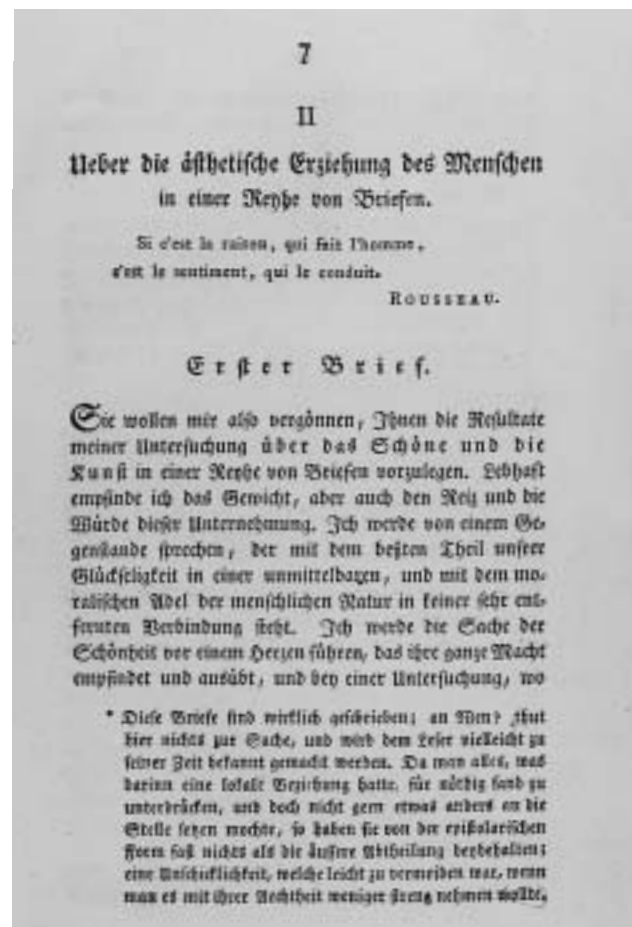 7
II
Ueber die ästhetische Erziehung des Menschen
in einer Reyhe von Briefen.
Si c'est la raison, qui fait l'homme,
c'est le sentiment, qui le conduit.
ROUSSEAU.
Erster Brief.
Sie wollen mir also vergönnen, Ihnen die Resultate
meiner Untersuchung über das Schöne und die
Kunst in einer Reyhe von Briefen vorzulegen. Lebhaft
empfinde ich das Gewicht, aber auch den Reiz und die
Würde dieser Unternehmung. Ich werde von einem Ge-
genstande sprechen, der mit dem beßten Theil unsrer
Glückseligkeit in einer unmittelbaren, und mit dem mo-
ralischen Adel der menschlichen Natur in keiner sehr ent-
fernten Verbindung steht. Ich werde die Sache der
Schönheit vor einem Herzen führen, das ihre ganze Macht
empfindet und ausübt, und bey einer Untersuchung, wo
* Diese Briefe sind wirklich geschrieben; an Wen? thut
hier nichts zur Sache, und wird dem Leser vielleicht zu
seiner Zeit bekannt gemacht werden. Da man alles, was
darinn eine lokale Beziehung hatte, für nöthig fand zu
unterdrücken, und doch nicht gern etwas anders an die
Stelle setzen mochte, so haben sie von der epistolarischen
Form fast nichts als die äussere Abtheilung beybehalten;
eine Unschicklichkeit, welche leicht zu vermeiden war, wenn
man es mit ihrer Aechtheit weniger streng nehmen wollte.